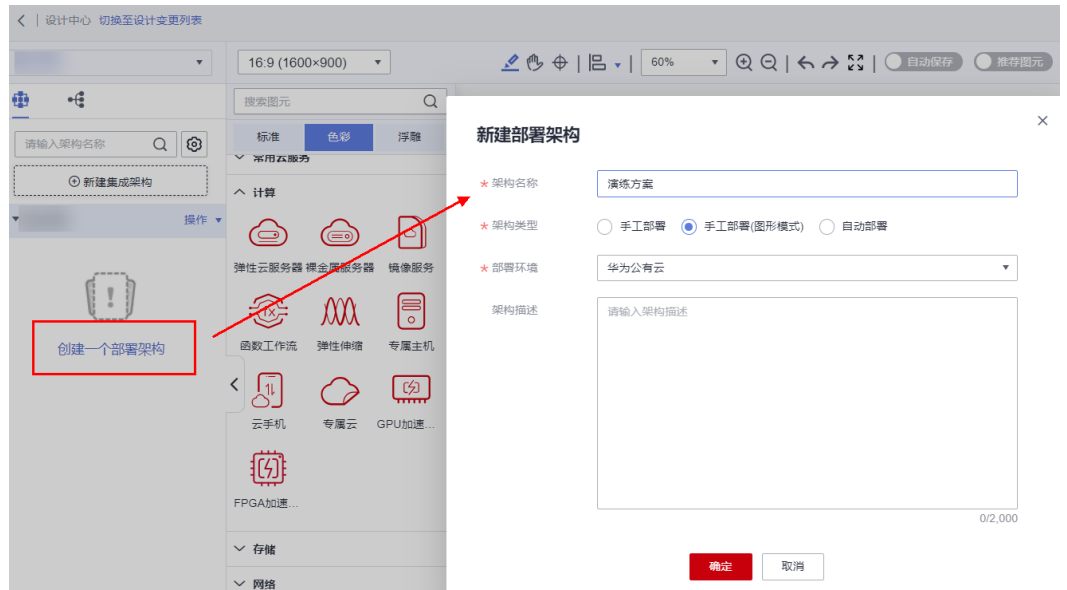 设计中心 切换至设计变更列表
16:9 (1600×900)
60%
自动保存
推荐图元
请输入架构名称
新建集成架构
操作
创建一个部署架构
搜索图元
标准 色彩 浮雕
常用云服务
计算
弹性云服务器 裸金属服务器 镜像服务
函数工作流 弹性伸缩 专属主机
云手机 专属云 GPU加速...
FPGA加速...
存储
网络
新建部署架构
* 架构名称 演练方案
* 架构类型 手工部署 手工部署(图形模式) 自动部署
* 部署环境 华为公有云
架构描述 请输入架构描述
0/2,000
确定 取消